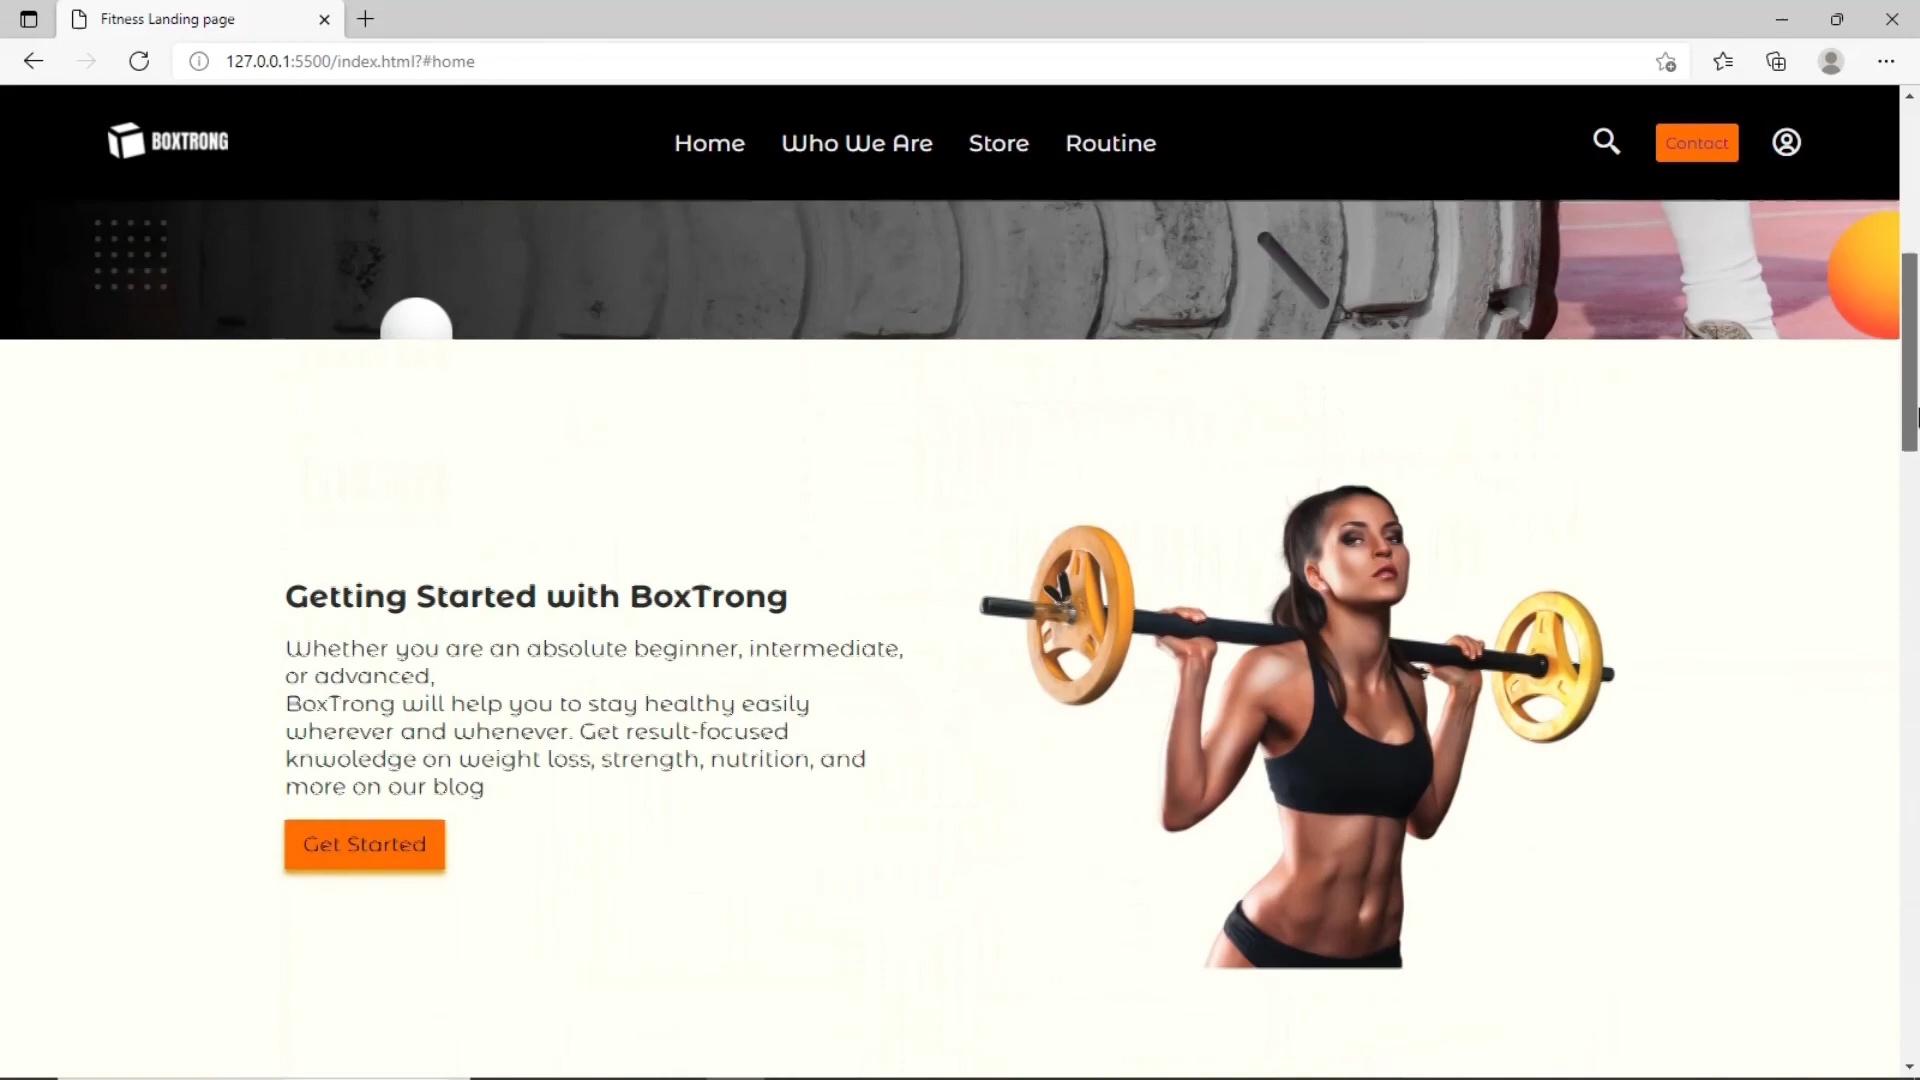 Fitness Landing page
127.0.0.1:5500/index.html?#home
BOXTRONG
Home
Who We Are
Store
Routine
Contact
Getting Started with BoxTrong
Whether you are an absolute beginner, intermediate,
or advanced,
BoxTrong will help you to stay healthy easily
wherever and whenever. Get result-focused
knwoledge on weight loss, strength, nutrition, and
more on our blog
Get Started